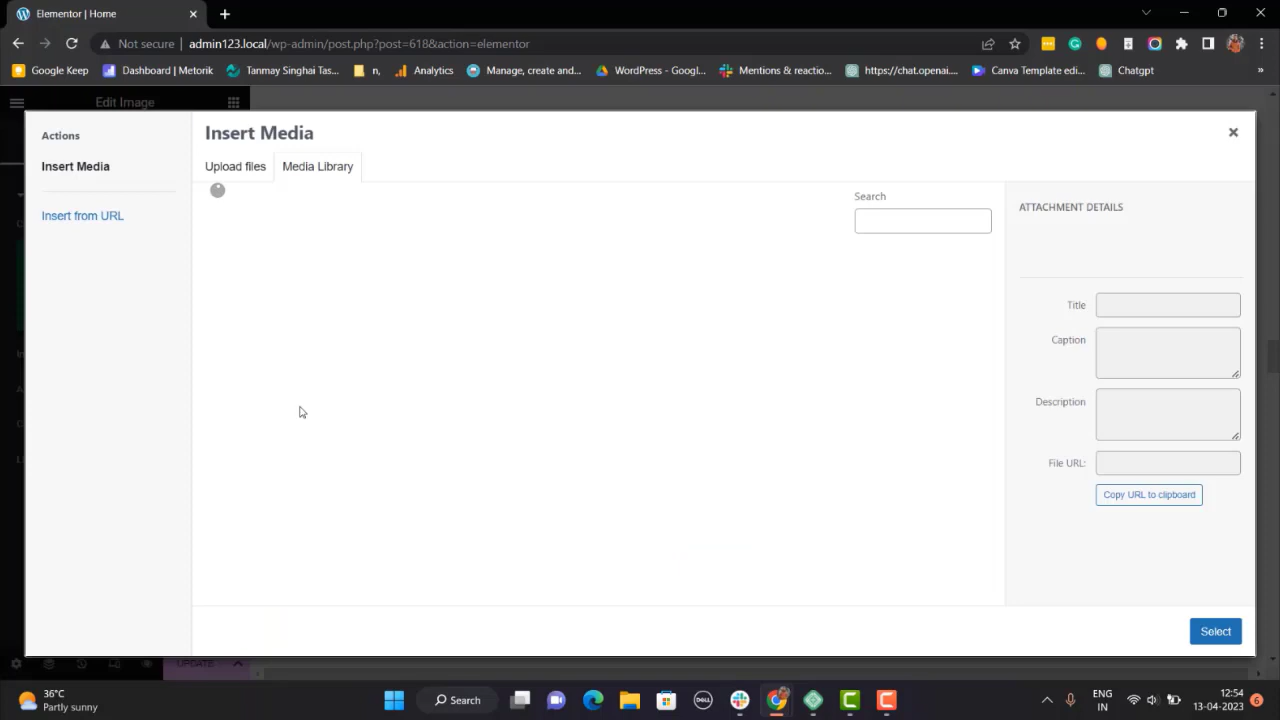 Elementor | Home
Not secure
admin123.local/wp-admin/post.php?post=618&action=elementor
Google Keep
Dashboard | Metorik
Tanmay Singhai Tas...
n,
Analytics
Manage, contextual...
WordPress - Googl...
Mentions & reactio...
https://chat.openai....
Canva Template edi...
Chatgpt
»
Edit Image
Actions
Insert Media
Insert from URL
Insert Media
Upload files
Media Library
Search
ATTACHMENT DETAILS
Title
Caption
Description
File URL:
Copy URL to clipboard
Select
UPDATE
36°C
Partly sunny
Search
DELL
ENG
IN
12:54
13-04-2023
6